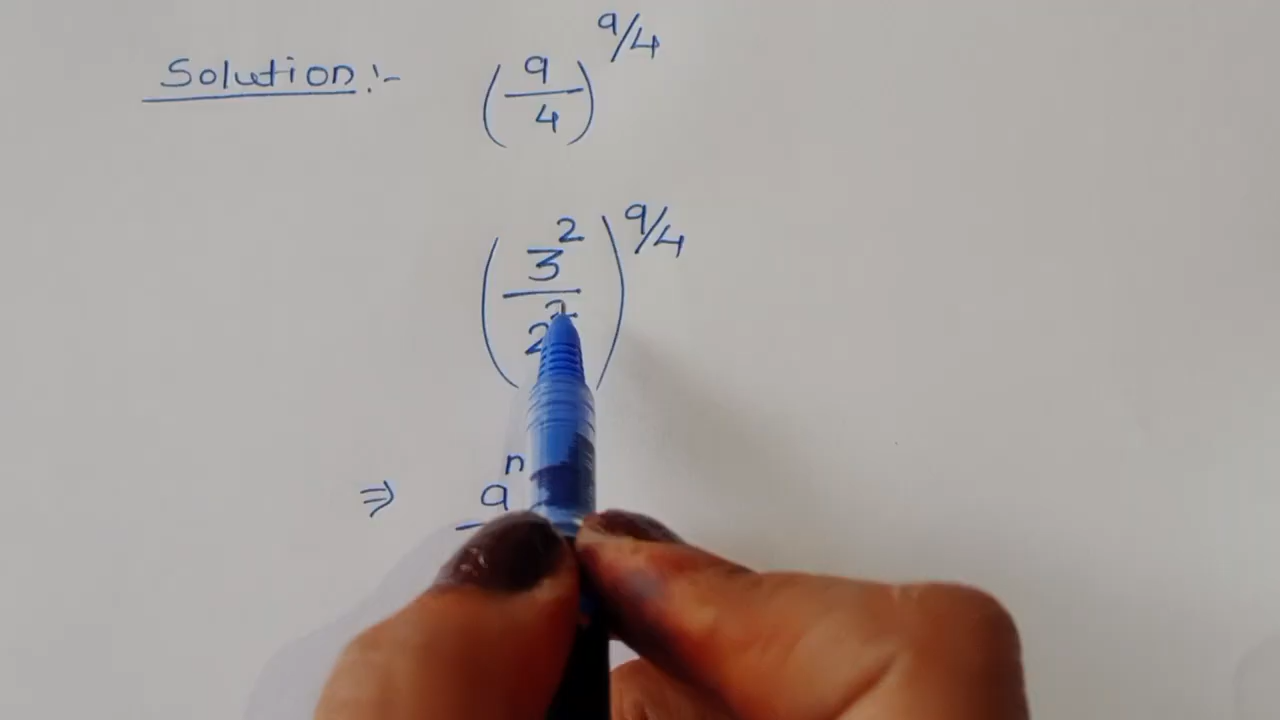 Solution :- (9/4)^9/4
(3^2/2^2)^9/4
⇒ a^n